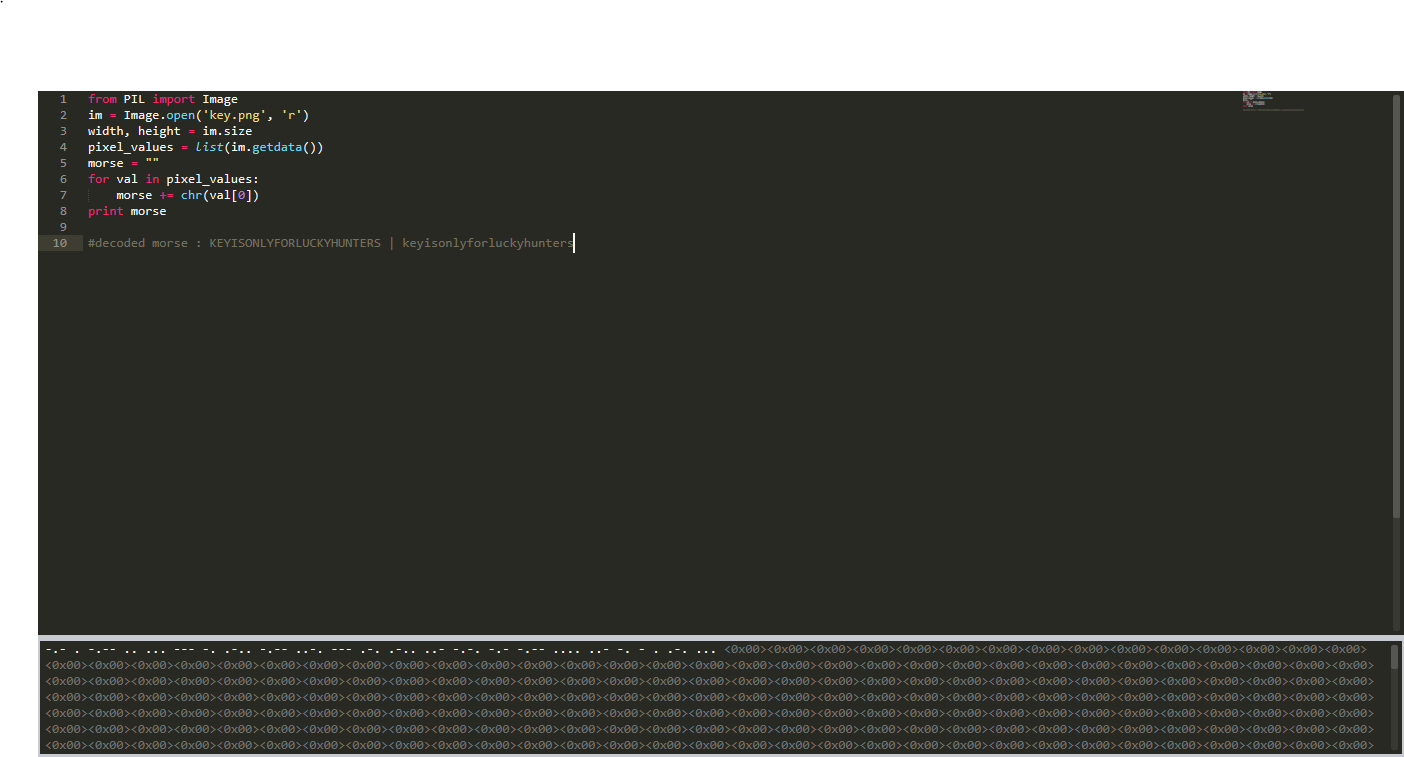 1 from PIL import Image
2 im = Image.open('key.png', 'r')
3 width, height = im.size
4 pixel_values = list(im.getdata())
5 morse = ""
6 for val in pixel_values:
7     morse += chr(val[0])
8 print morse
9
10 #decoded morse : KEYISONLYFORLUCKYHUNTERS | keyisonlyforluckyhunters
-.- . -.-- .. ... --- -. .-.. -.-- ..-. --- .-. .-.. ..- -.-. -.- -.-- .... ..- -. - . .-. ... <0x00><0x00><0x00><0x00><0x00><0x00><0x00><0x00><0x00><0x00><0x00><0x00><0x00><0x00><0x00>
<0x00><0x00><0x00><0x00><0x00><0x00><0x00><0x00><0x00><0x00><0x00><0x00><0x00><0x00><0x00><0x00><0x00><0x00><0x00><0x00><0x00><0x00><0x00><0x00><0x00><0x00><0x00><0x00><0x00><0x00><0x00>
<0x00><0x00><0x00><0x00><0x00><0x00><0x00><0x00><0x00><0x00><0x00><0x00><0x00><0x00><0x00><0x00><0x00><0x00><0x00><0x00><0x00><0x00><0x00><0x00><0x00><0x00><0x00><0x00><0x00><0x00><0x00>
<0x00><0x00><0x00><0x00><0x00><0x00><0x00><0x00><0x00><0x00><0x00><0x00><0x00><0x00><0x00><0x00><0x00><0x00><0x00><0x00><0x00><0x00><0x00><0x00><0x00><0x00><0x00><0x00><0x00><0x00><0x00>
<0x00><0x00><0x00><0x00><0x00><0x00><0x00><0x00><0x00><0x00><0x00><0x00><0x00><0x00><0x00><0x00><0x00><0x00><0x00><0x00><0x00><0x00><0x00><0x00><0x00><0x00><0x00><0x00><0x00><0x00><0x00>
<0x00><0x00><0x00><0x00><0x00><0x00><0x00><0x00><0x00><0x00><0x00><0x00><0x00><0x00><0x00><0x00><0x00><0x00><0x00><0x00><0x00><0x00><0x00><0x00><0x00><0x00><0x00><0x00><0x00><0x00><0x00>
<0x00><0x00><0x00><0x00><0x00><0x00><0x00><0x00><0x00><0x00><0x00><0x00><0x00><0x00><0x00><0x00><0x00><0x00><0x00><0x00><0x00><0x00><0x00><0x00><0x00><0x00><0x00><0x00><0x00><0x00><0x00>